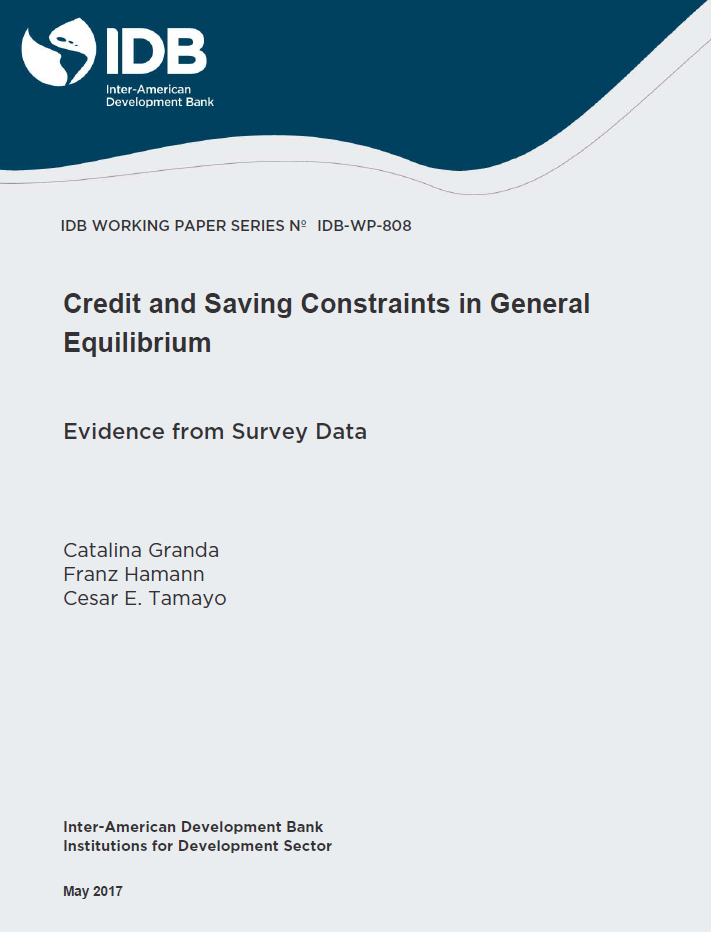 IDB
Inter-American
Development Bank
IDB WORKING PAPER SERIES Nº IDB-WP-808
Credit and Saving Constraints in General
Equilibrium
Evidence from Survey Data
Catalina Granda
Franz Hamann
Cesar E. Tamayo
Inter-American Development Bank
Institutions for Development Sector
May 2017